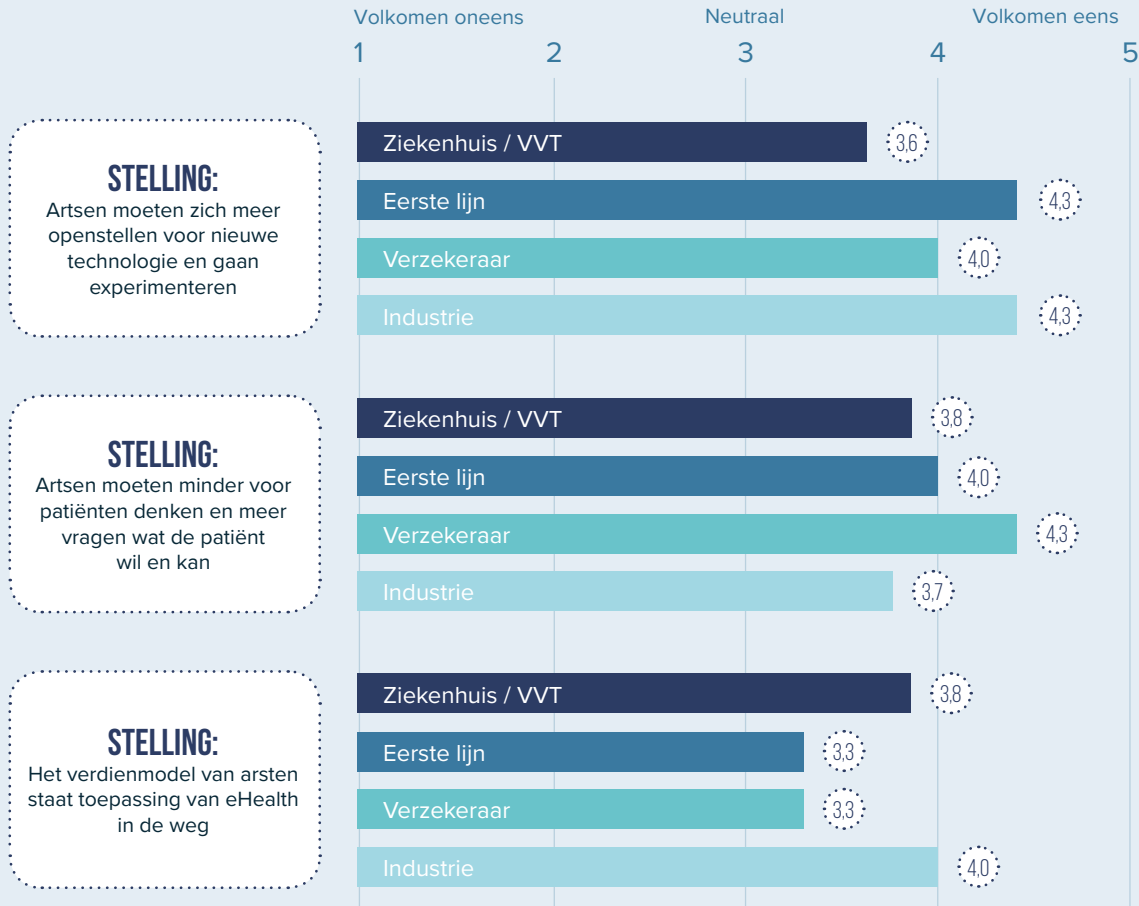 Volkomen oneens Neutraal Volkomen eens
1 2 3 4 5
STELLING:
Artsen moeten zich meer
openstellen voor nieuwe
technologie en gaan
experimenteren
Ziekenhuis / VVT 3,6
Eerste lijn 4,3
Verzekeraar 4,0
Industrie 4,3
STELLING:
Artsen moeten minder voor
patiënten denken en meer
vragen wat de patiënt
wil en kan
Ziekenhuis / VVT 3,8
Eerste lijn 4,0
Verzekeraar 4,3
Industrie 3,7
STELLING:
Het verdienmodel van arsten
staat toepassing van eHealth
in de weg
Ziekenhuis / VVT 3,8
Eerste lijn 3,3
Verzekeraar 3,3
Industrie 4,0